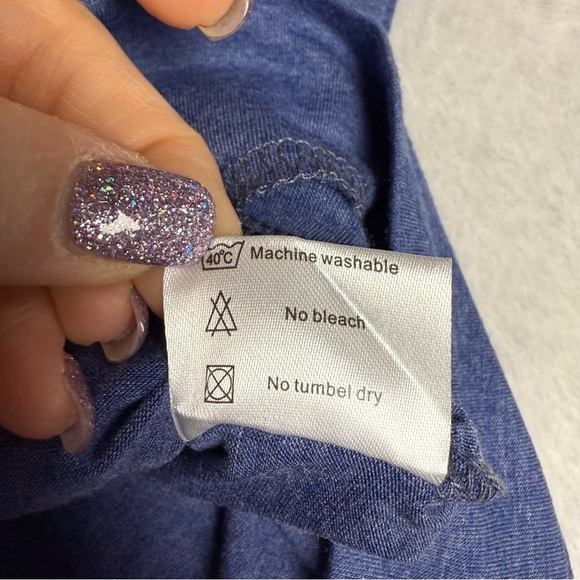 40°C Machine washable
No bleach
No tumbel dry